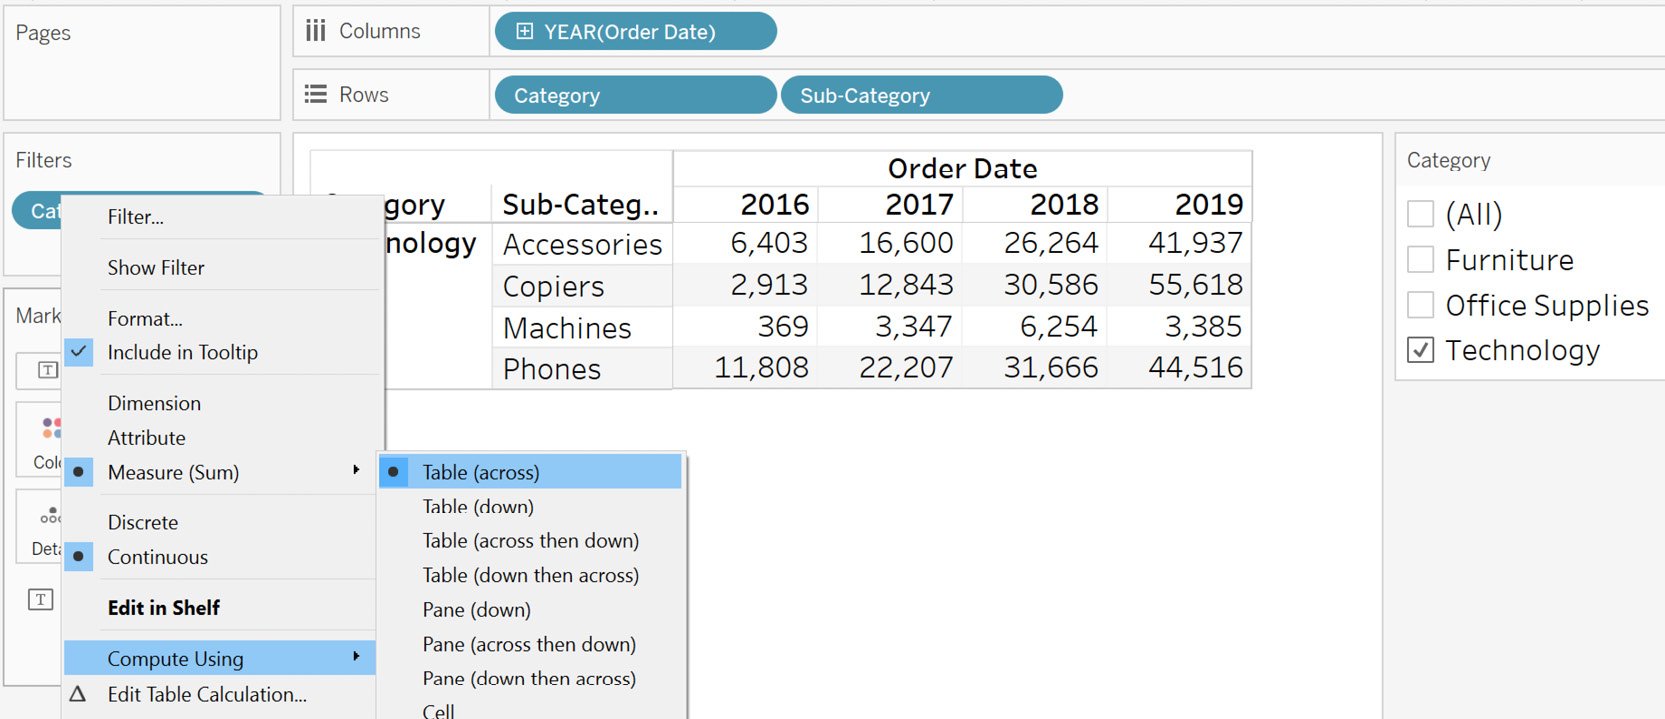 Pages
Columns
YEAR(Order Date)
Rows
Category
Sub-Category
Filters
Order Date
gory
Sub-Categ..
2016
2017
2018
2019
nology
Accessories
6,403
16,600
26,264
41,937
Copiers
2,913
12,843
30,586
55,618
Machines
369
3,347
6,254
3,385
Phones
11,808
22,207
31,666
44,516
Category
(All)
Furniture
Office Supplies
Technology
Cat
Mark
T
Colo
Deta
T
Filter...
Show Filter
Format...
Include in Tooltip
Dimension
Attribute
Measure (Sum)
Discrete
Continuous
Edit in Shelf
Compute Using
Edit Table Calculation...
Table (across)
Table (down)
Table (across then down)
Table (down then across)
Pane (down)
Pane (across then down)
Pane (down then across)
Cell